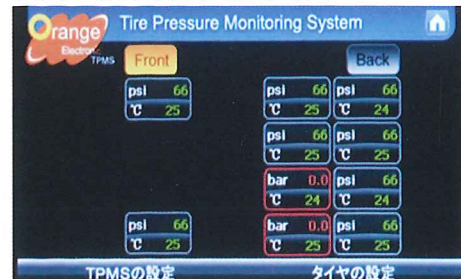 Orange Electronic TPMS
Tire Pressure Monitoring System
Front Back
psi 66 psi 66 psi 66
℃ 25 ℃ 25 ℃ 24
psi 66 psi 66
℃ 25 ℃ 25
bar 0.0 psi 66
℃ 24 ℃ 24
psi 66 bar 0.0 psi 66
℃ 25 ℃ 25 ℃ 25
TPMSの設定 タイヤの設定